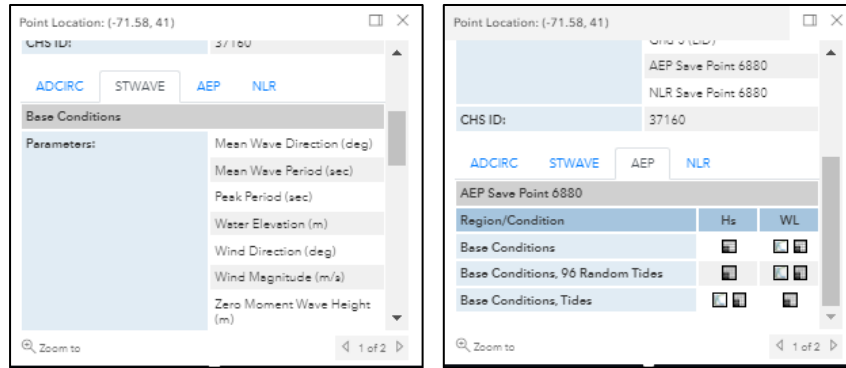 Point Location: (-71.58, 41)
CHS ID: 37160
ADCIRC STWAVE AEP NLR
Base Conditions
Parameters: Mean Wave Direction (deg)
Mean Wave Period (sec)
Peak Period (sec)
Water Elevation (m)
Wind Direction (deg)
Wind Magnitude (m/s)
Zero Moment Wave Height
(m)
Zoom to 1 of 2
Point Location: (-71.58, 41)
AEP Save Point 6880
NLR Save Point 6880
CHS ID: 37160
ADCIRC STWAVE AEP NLR
AEP Save Point 6880
Region/Condition Hs WL
Base Conditions
Base Conditions, 96 Random Tides
Base Conditions, Tides
Zoom to 1 of 2